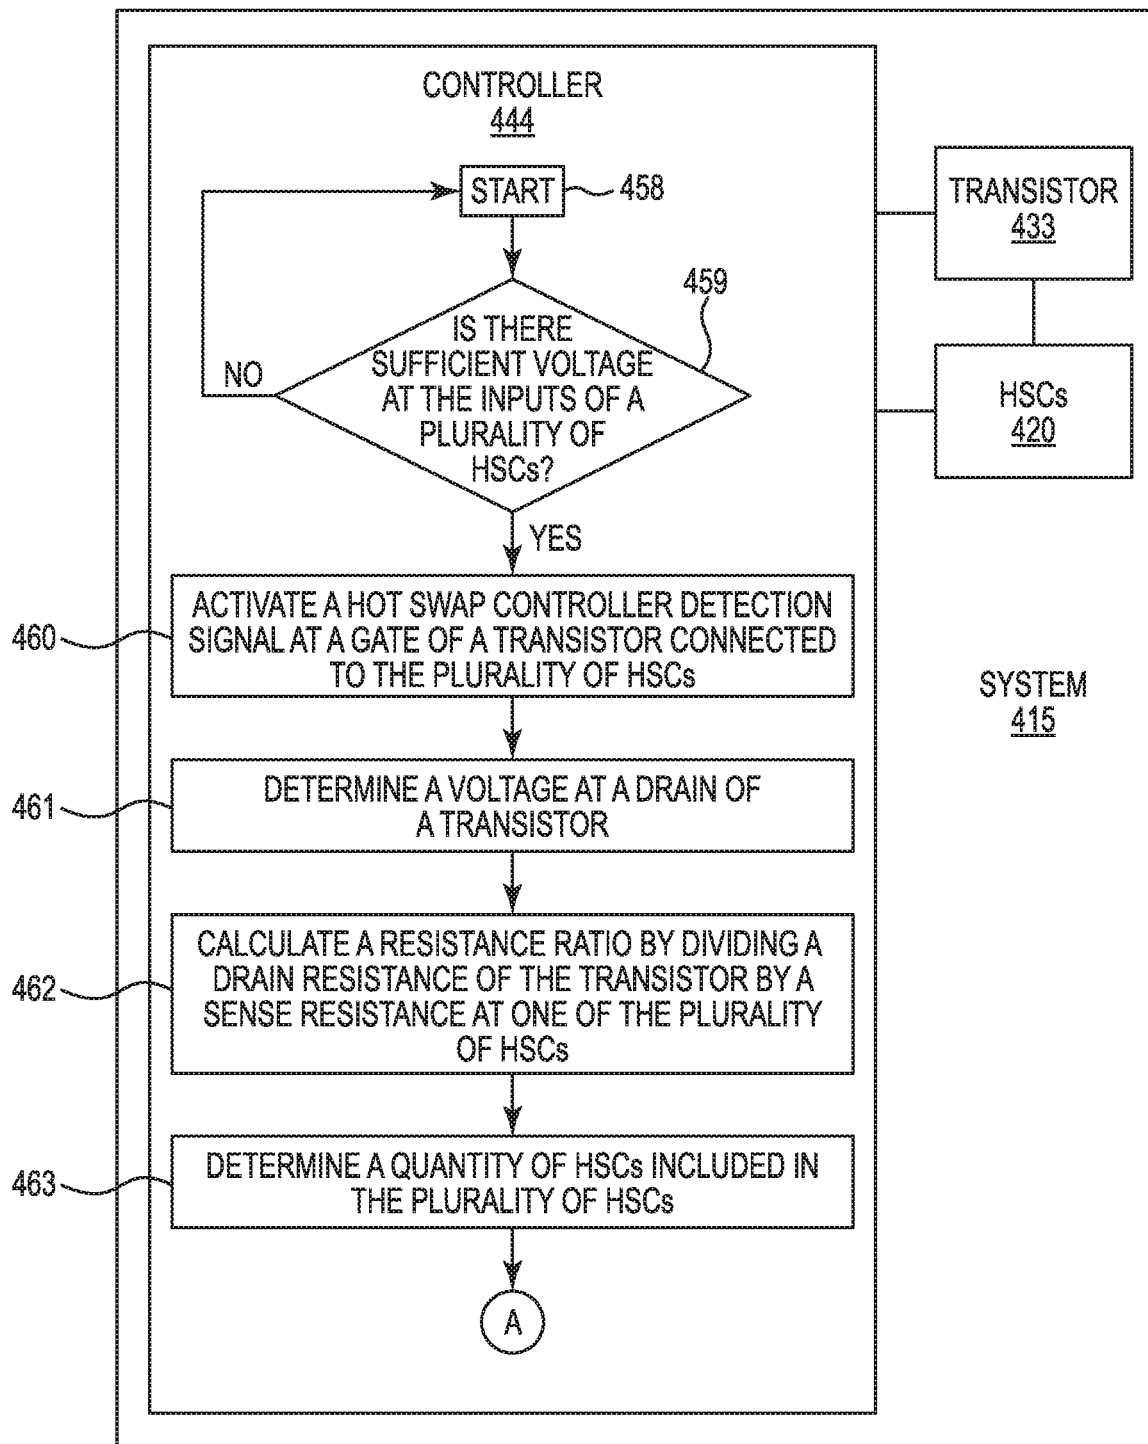 CONTROLLER
444
START
458
459
IS THERE
SUFFICIENT VOLTAGE
AT THE INPUTS OF A
PLURALITY OF
HSCs?
NO
YES
460
ACTIVATE A HOT SWAP CONTROLLER DETECTION
SIGNAL AT A GATE OF A TRANSISTOR CONNECTED
TO THE PLURALITY OF HSCs
461
DETERMINE A VOLTAGE AT A DRAIN OF
A TRANSISTOR
462
CALCULATE A RESISTANCE RATIO BY DIVIDING A
DRAIN RESISTANCE OF THE TRANSISTOR BY A
SENSE RESISTANCE AT ONE OF THE PLURALITY
OF HSCs
463
DETERMINE A QUANTITY OF HSCs INCLUDED IN
THE PLURALITY OF HSCs
A
TRANSISTOR
433
HSCs
420
SYSTEM
415